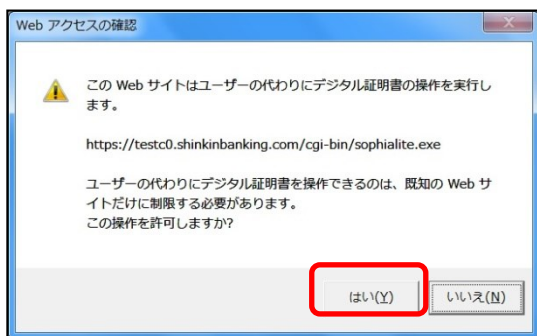 Web アクセスの確認
この Web サイトはユーザーの代わりにデジタル証明書の操作を実行し
ます。
https://testc0.shinkinbanking.com/cgi-bin/sophialite.exe
ユーザーの代わりにデジタル証明書を操作できるのは、既知の Web サ
イトだけに制限する必要があります。
この操作を許可しますか?
はい(Y) いいえ(N)